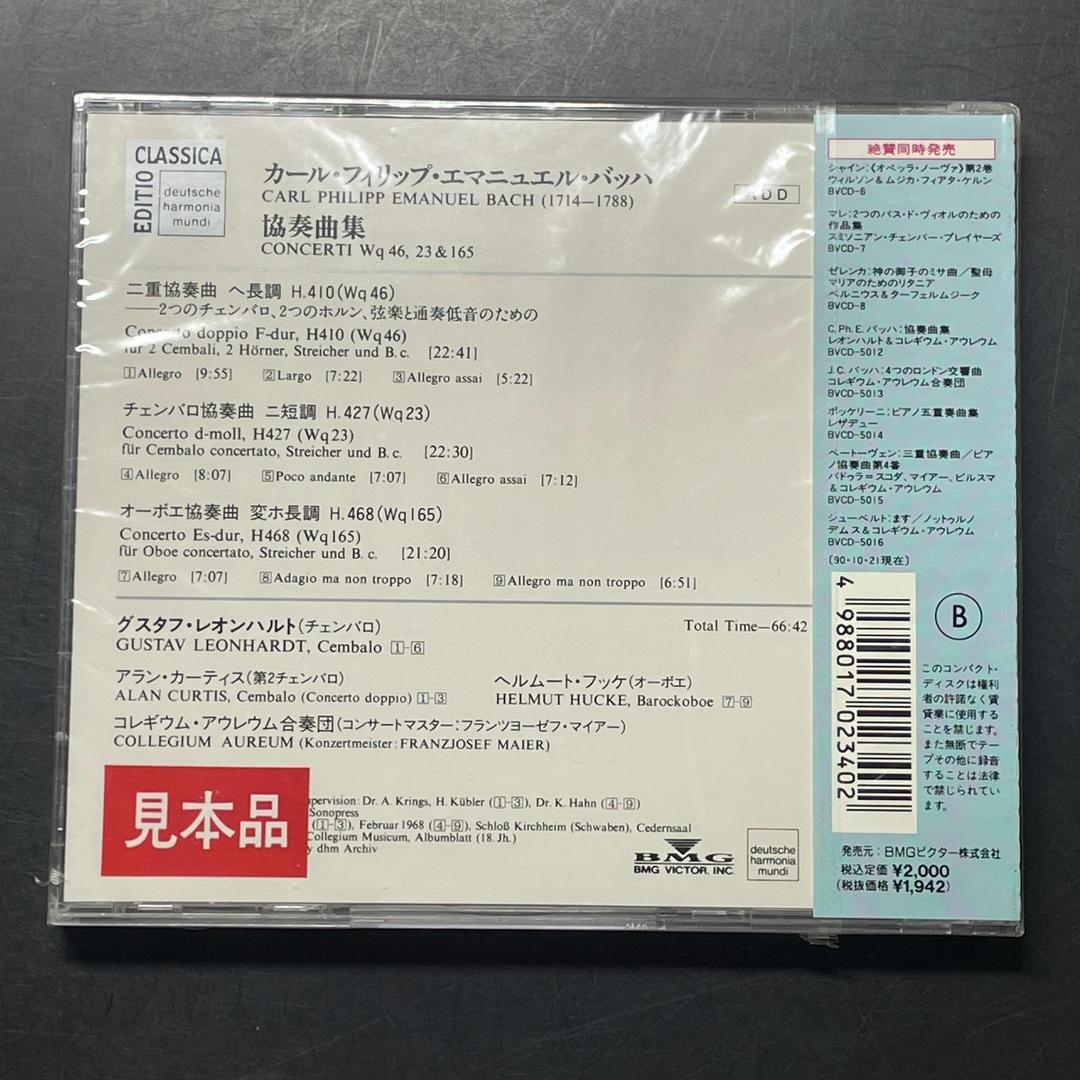 EDITIO
CLASSICA
deutsche
harmonia
mundi
カール・フィリップ・エマニュエル・バッハ
CARL PHILIPP EMANUEL BACH (1714—1788)
ADD
協奏曲集
CONCERTI Wq 46, 23 & 165
二重協奏曲 ヘ長調 H.410(Wq 46)
——2つのチェンバロ、2つのホルン、弦楽と通奏低音のための
Concerto doppio F-dur, H410 (Wq 46)
für 2 Cembali, 2 Hörner, Streicher und B. c. [22:41]
1 Allegro [9:55] 2 Largo [7:22] 3 Allegro assai [5:22]
チェンバロ協奏曲 ニ短調 H.427(Wq 23)
Concerto d-moll, H427 (Wq 23)
für Cembalo concertato, Streicher und B. c. [22:30]
4 Allegro [8:07] 5 Poco andante [7:07] 6 Allegro assai [7:12]
オーボエ協奏曲 変ホ長調 H.468(Wq 165)
Concerto Es-dur, H468 (Wq 165)
für Oboe concertato, Streicher und B. c. [21:20]
7 Allegro [7:07] 8 Adagio ma non troppo [7:18] 9 Allegro ma non troppo [6:51]
グスタフ・レオンハルト(チェンバロ)
Total Time—66:42
GUSTAV LEONHARDT, Cembalo 1-6
アラン・カーティス(第2チェンバロ)
ALAN CURTIS, Cembalo (Concerto doppio) 1-3
ヘルムート・フッケ(オーボエ)
HELMUT HUCKE, Barockoboe 7-9
コレギウム・アウレウム合奏団(コンサートマスター:フランツヨーゼフ・マイアー)
COLLEGIUM AUREUM (Konzertmeister: FRANZJOSEF MAIER)
見本品
pervision: Dr. A. Krings, H. Kübler (1-3), Dr. K. Hahn (4-9)
Sonopress
(1-3), Februar 1968 (4-9), Schloß Kirchheim (Schwaben), Cedernsaal
ollegium Musicum, Albumblatt (18. Jh.)
y dhm Archiv
BMG
BMG VICTOR, INC.
deutsche
harmonia
mundi
絶賛同時発売
シャイン:《オペッラ・ノーヴァ》第2巻
ウィルソン&ムジカ・フィアタ・ケルン
BVCD-6
マレ:2つのバス・ド・ヴィオルのための
作品集
スミソニアン・チェンバー・プレイヤーズ
BVCD-7
ゼレンカ:神の御子のミサ曲/聖母
マリアのためのリタニア
ベルニウス&ターフェルムジーク
BVCD-8
C.Ph.E.バッハ:協奏曲集
レオンハルト&コレギウム・アウレウム
BVCD-5012
J.C.バッハ:4つのロンドン交響曲
コレギウム・アウレウム合奏団
BVCD-5013
ボッケリーニ:ピアノ五重奏曲集
レザデュー
BVCD-5014
ベートーヴェン:三重協奏曲/ピア
ノ協奏曲第4番
バドゥラ=スコダ、マイアー、ビルスマ
&コレギウム・アウレウム
BVCD-5015
シューベルト:ます/ノットゥルノ
デムス&コレギウム・アウレウム
BVCD-5016
〔90・10・21現在〕
4 988017 023402
B
このコンパクト・
ディスクは権利
者の許諾なく賃
貸業に使用する
ことを禁じます。
また無断でテー
プその他に録音
することは法律
で禁じられてい
ます。
発売元:BMGビクター株式会社
税込定価 ¥2,000
(税抜価格 ¥1,942)